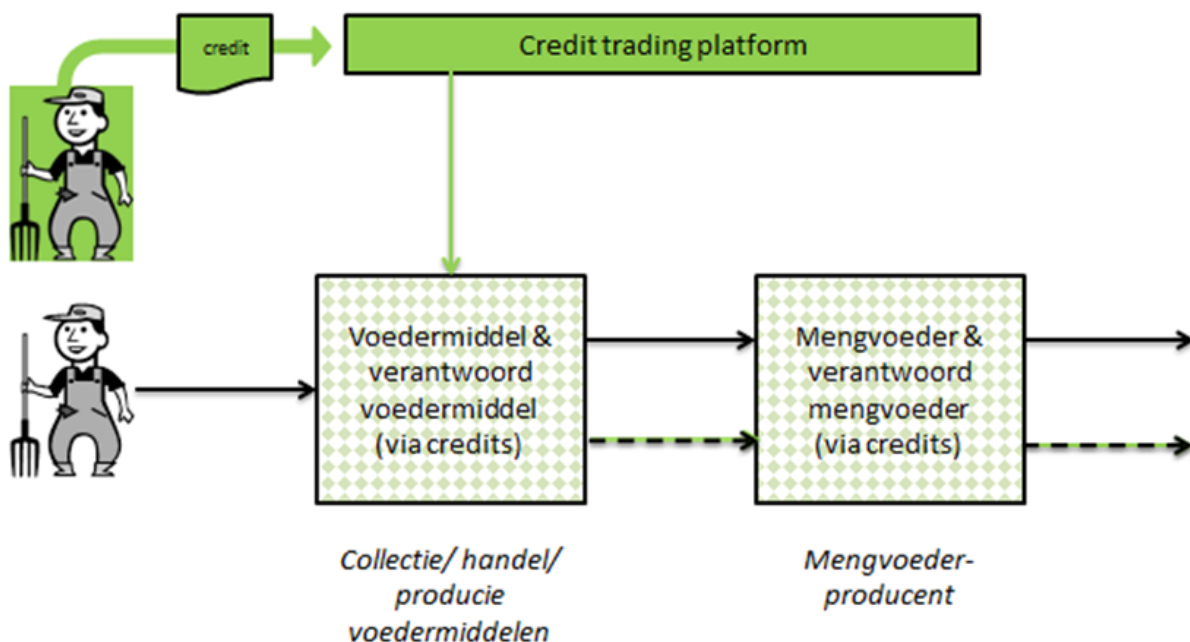 credit
Credit trading platform
Voedermiddel &
verantwoord
voedermiddel
(via credits)
Mengvoeder &
verantwoord
mengvoeder
(via credits)
Collectie/ handel/
producie
voedermiddelen
Mengvoeder-
producent